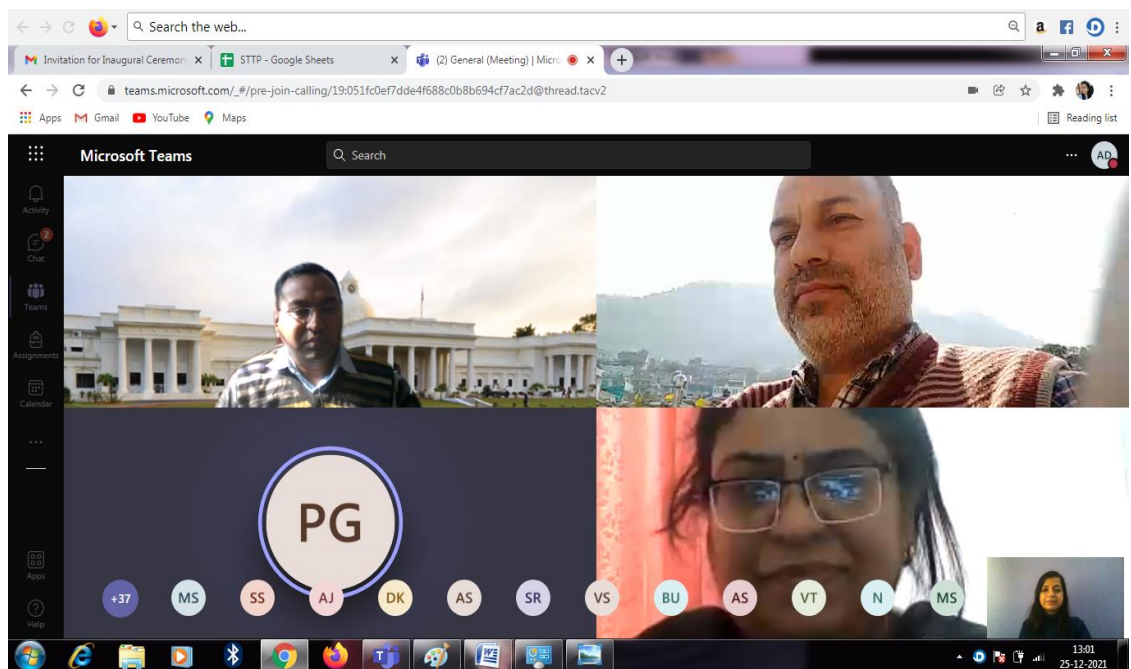 Search the web...
a
Invitation for Inaugural Ceremon
STTP - Google Sheets
(2) General (Meeting) | Micro
teams.microsoft.com/_#/pre-join-calling/19:051fc0ef7dde4f688c0b8b694cf7ac2d@thread.tacv2
Apps
Gmail
YouTube
Maps
Reading list
Microsoft Teams
Search
AD
Activity
2
Chat
Teams
Assignments
Calendar
Apps
Help
PG
+37
MS
SS
AJ
DK
AS
SR
VS
BU
AS
VT
N
MS
13:01
25-12-2021